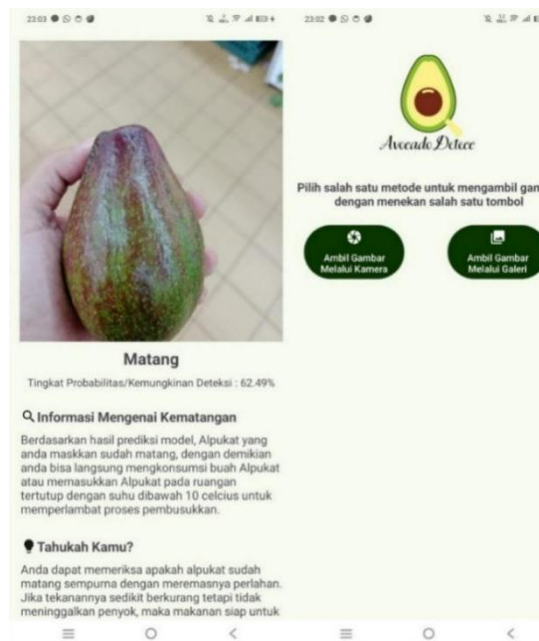 23:03
Matang
Tingkat Probabilitas/Kemungkinan Deteksi : 62.49%
Informasi Mengenai Kematangan
Berdasarkan hasil prediksi model, Alpukat yang
anda maskkan sudah matang, dengan demikian
anda bisa langsung mengkonsumsi buah Alpukat
atau memasukkan Alpukat pada ruangan
tertutup dengan suhu dibawah 10 celcius untuk
memperlambat proses pembusukkan.
Tahukah Kamu?
Anda dapat memeriksa apakah alpukat sudah
matang sempurna dengan meremasnya perlahan.
Jika tekanannya sedikit berkurang tetapi tidak
meninggalkan penyok, maka makanan siap untuk
23:02
Avocado Detece
Pilih salah satu metode untuk mengambil gan
dengan menekan salah satu tombol
Ambil Gambar
Melalui Kamera
Ambil Gambar
Melalui Galeri